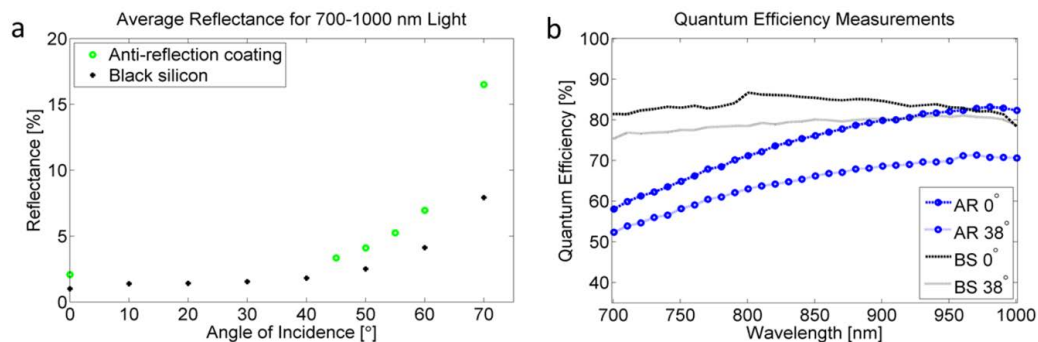 a
Average Reflectance for 700-1000 nm Light
Reflectance [%]
20
15
10
5
0
Anti-reflection coating
Black silicon
0 10 20 30 40 50 60 70
Angle of Incidence [°]
b
Quantum Efficiency Measurements
Quantum Efficiency [%]
100
90
80
70
60
50
40
AR 0°
AR 38°
BS 0°
BS 38°
700 750 800 850 900 950 1000
Wavelength [nm]